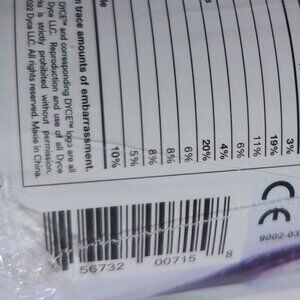 le
n trace amounts of embarrassment.
DYCE™ and corresponding DYCE™ logo are all
Dyce LLC. Reproduction and use of all Dyce
is strictly prohibited without permission.
2022 Dyce LLC. All rights reserved. Made in China.
3%
19%
11%
6%
4%
20%
6%
8%
8%
5%
10%
CE
9002-03
56732 00715 8